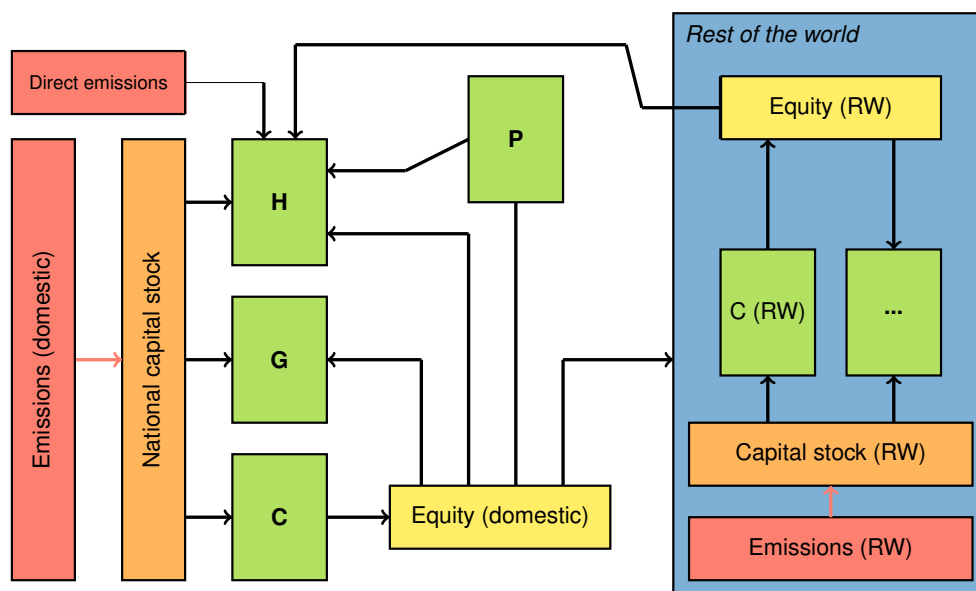 Rest of the world
Direct emissions
Equity (RW)
P
H
Emissions (domestic)
National capital stock
C (RW)
...
G
Capital stock (RW)
C
Equity (domestic)
Emissions (RW)